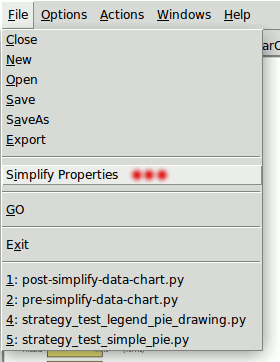 File Options Actions Windows Help
Close
New
Open
Save
SaveAs
Export
Simplify Properties
GO
Exit
1: post-simplify-data-chart.py
2: pre-simplify-data-chart.py
4: strategy_test_legend_pie_drawing.py
5: strategy_test_simple_pie.py